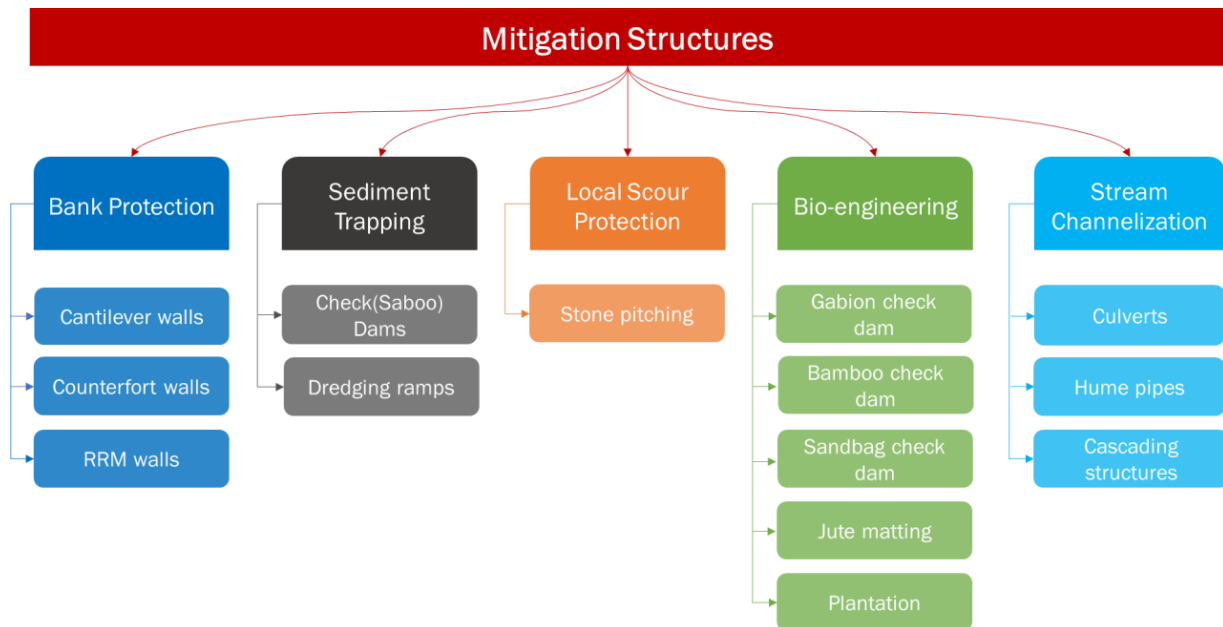 Mitigation Structures
Bank Protection
Cantilever walls
Counterfort walls
RRM walls
Sediment
Trapping
Check(Saboo)
Dams
Dredging ramps
Local Scour
Protection
Stone pitching
Bio-engineering
Gabion check
dam
Bamboo check
dam
Sandbag check
dam
Jute matting
Plantation
Stream
Channelization
Culverts
Hume pipes
Cascading
structures